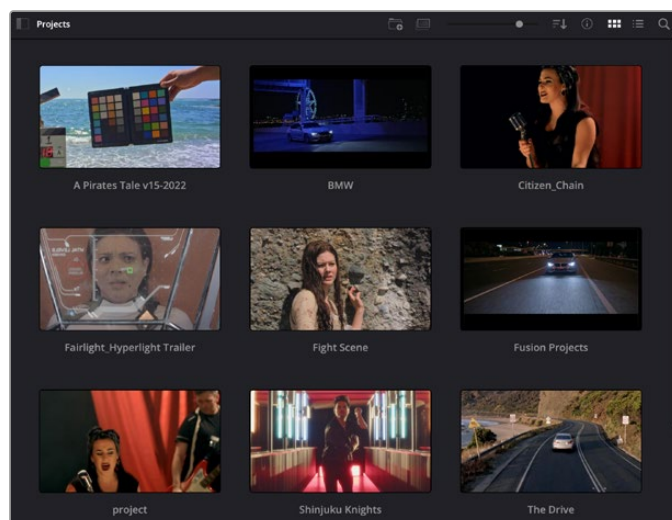 Projects
A Pirates Tale v15-2022
BMW
Citizen_Chain
Fairlight_Hyperlight Trailer
Fight Scene
Fusion Projects
project
Shinjuku Knights
The Drive